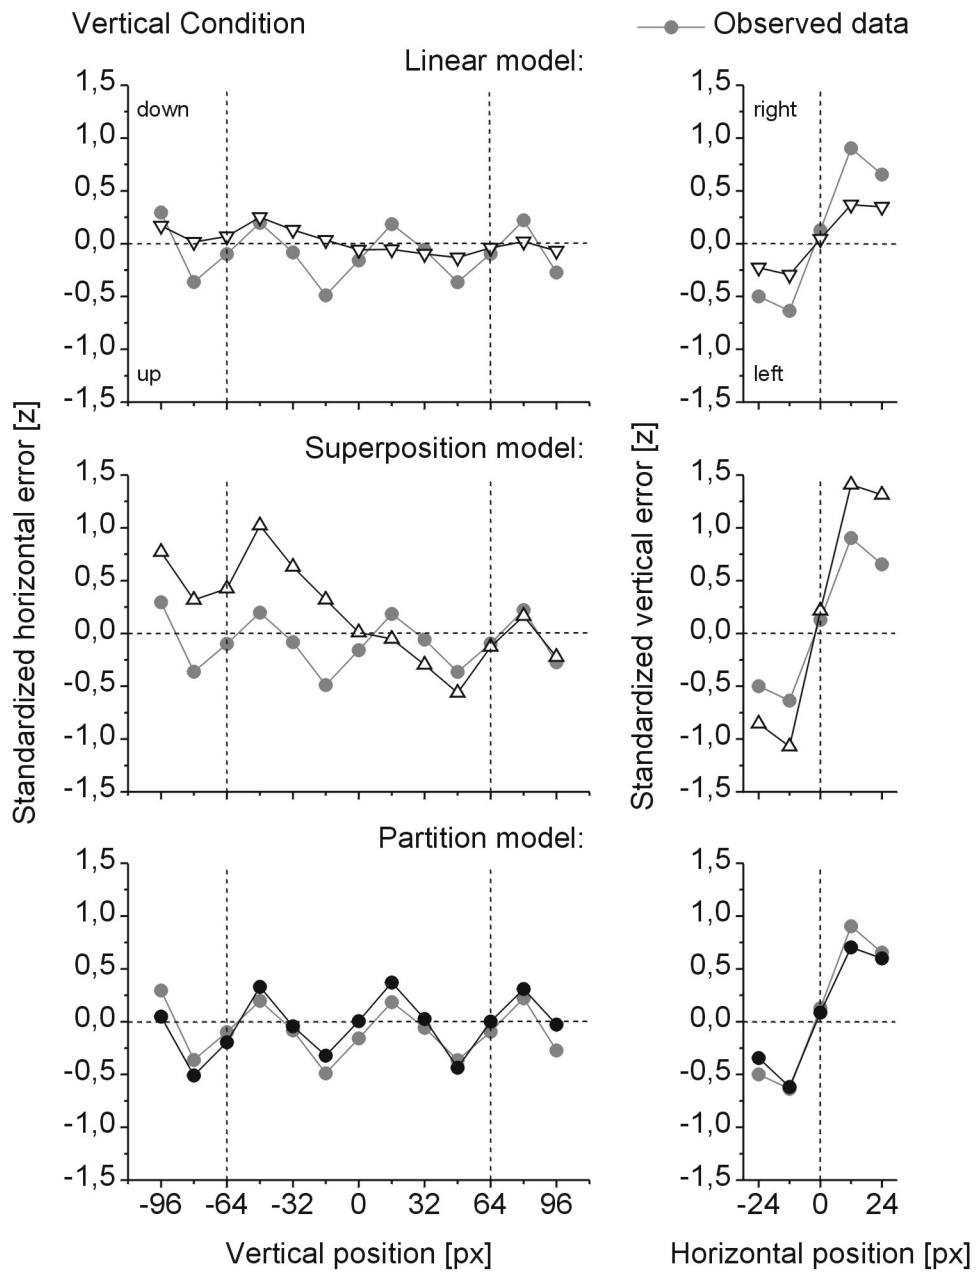 Vertical Condition
Observed data
Linear model:
1,5
1,0
0,5
0,0
-0,5
-1,0
-1,5
down
up
1,5
1,0
0,5
0,0
-0,5
-1,0
-1,5
right
left
Standardized horizontal error [z]
Standardized vertical error [z]
Superposition model:
1,5
1,0
0,5
0,0
-0,5
-1,0
-1,5
1,5
1,0
0,5
0,0
-0,5
-1,0
-1,5
Partition model:
1,5
1,0
0,5
0,0
-0,5
-1,0
-1,5
1,5
1,0
0,5
0,0
-0,5
-1,0
-1,5
-96 -64 -32 0 32 64 96
-24 0 24
Vertical position [px]
Horizontal position [px]